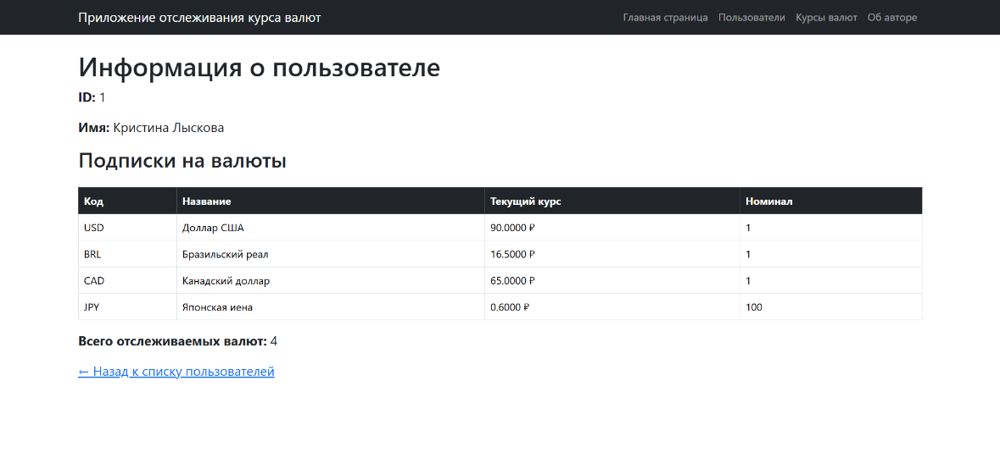 Приложение отслеживания курса валют Главная страница Пользователи Курсы валют Об авторе
Информация о пользователе
ID: 1
Имя: Кристина Лыскова
Подписки на валюты
Код Название Текущий курс Номинал
USD Доллар США 90.0000 ₽ 1
BRL Бразильский реал 16.5000 ₽ 1
CAD Канадский доллар 65.0000 ₽ 1
JPY Японская иена 0.6000 ₽ 100
Всего отслеживаемых валют: 4
← Назад к списку пользователей